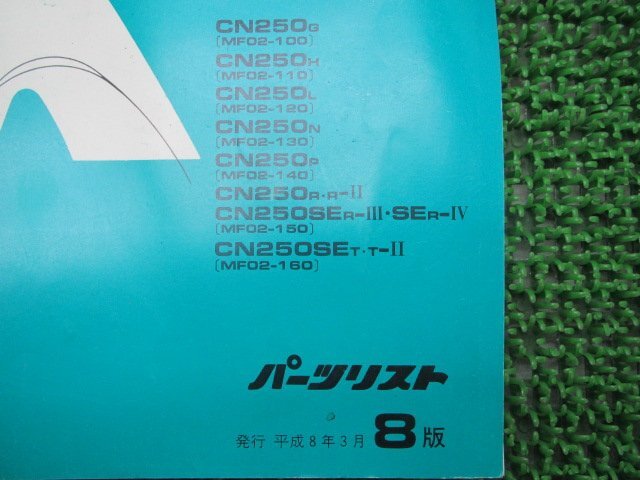 CN250G
(MF02-100)
CN250H
(MF02-110)
CN250L
(MF02-120)
CN250N
(MF02-130)
CN250P
(MF02-140)
CN250R・R-II
CN250SER-III・SER-IV
(MF02-150)
CN250SET・T-II
(MF02-160)
パーツリスト
発行 平成8年3月 8版